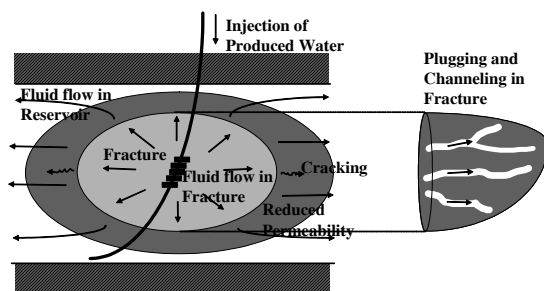 Injection of
Produced Water
Plugging and
Channeling in
Fracture
Fluid flow in
Reservoir
Fracture
Fluid flow in
Fracture
Cracking
Reduced
Permeability